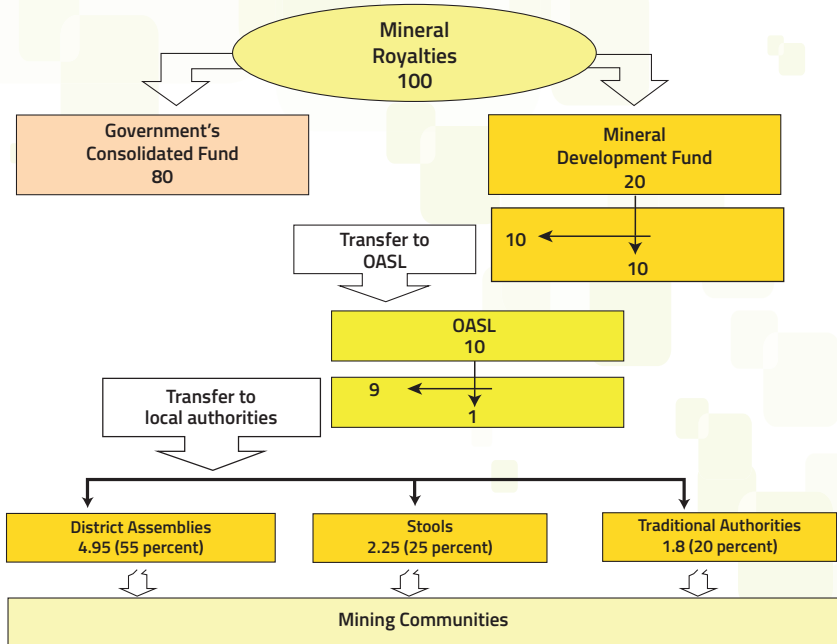 Mineral
Royalties
100
Government's
Consolidated Fund
80
Mineral
Development Fund
20
10
10
Transfer to
OASL
OASL
10
9
1
Transfer to
local authorities
District Assemblies
4.95 (55 percent)
Stools
2.25 (25 percent)
Traditional Authorities
1.8 (20 percent)
Mining Communities